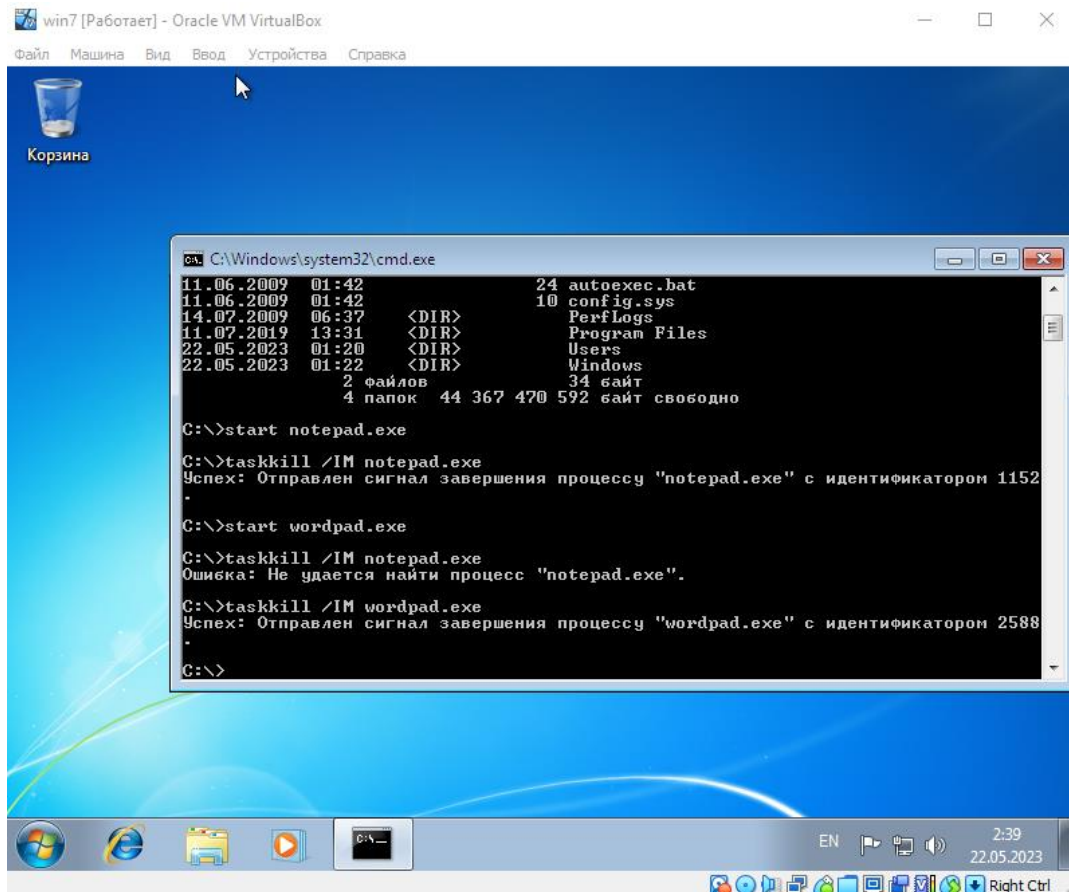 win7 [Работает] - Oracle VM VirtualBox
Файл Машина Вид Ввод Устройства Справка
Корзина
C:\Windows\system32\cmd.exe
11.06.2009 01:42 24 autoexec.bat
11.06.2009 01:42 10 config.sys
14.07.2009 06:37 <DIR> PerfLogs
11.07.2019 13:31 <DIR> Program Files
22.05.2023 01:20 <DIR> Users
22.05.2023 01:22 <DIR> Windows
2 файлов 34 байт
4 папок 44 367 470 592 байт свободно
C:\>start notepad.exe
C:\>taskkill /IM notepad.exe
Успех: Отправлен сигнал завершения процессу "notepad.exe" с идентификатором 1152
.
C:\>start wordpad.exe
C:\>taskkill /IM notepad.exe
Ошибка: Не удается найти процесс "notepad.exe".
C:\>taskkill /IM wordpad.exe
Успех: Отправлен сигнал завершения процессу "wordpad.exe" с идентификатором 2588
.
C:\>
C:\_
EN 2:39
22.05.2023
Right Ctrl